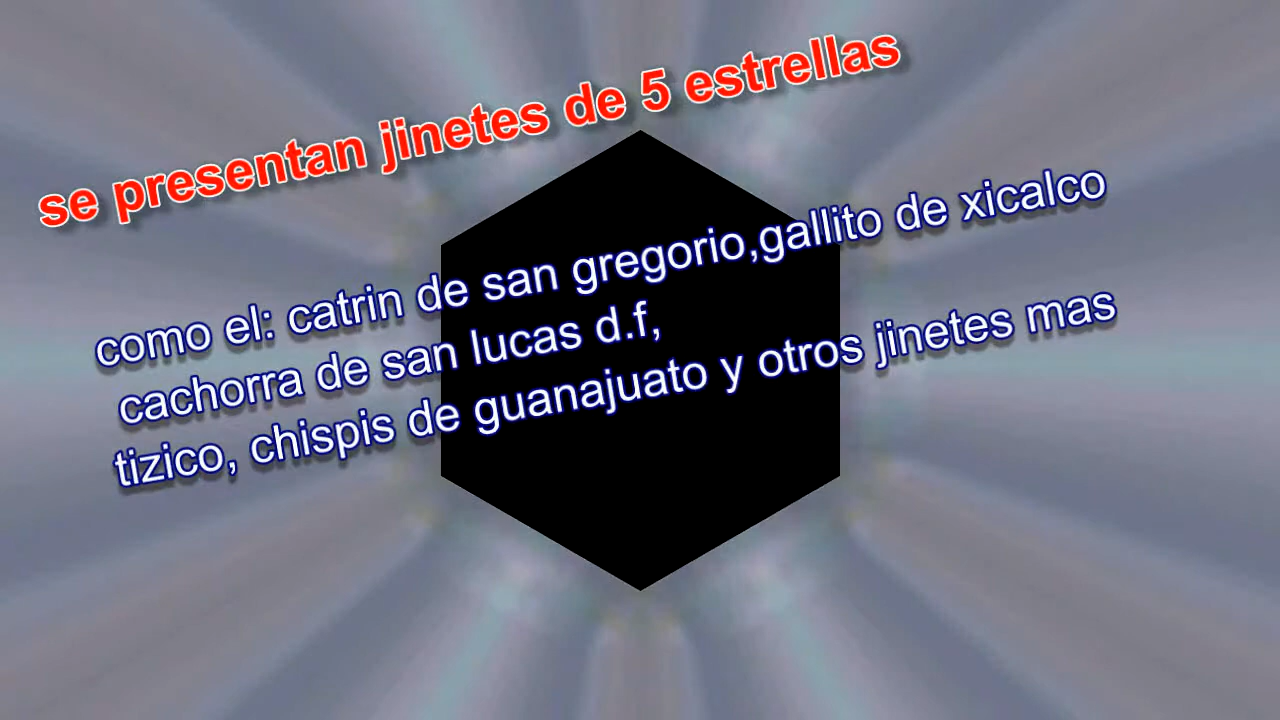 se presentan jinetes de 5 estrellas
como el: catrin de san gregorio,gallito de xicalco
cachorra de san lucas d.f,
tizico, chispis de guanajuato y otros jinetes mas